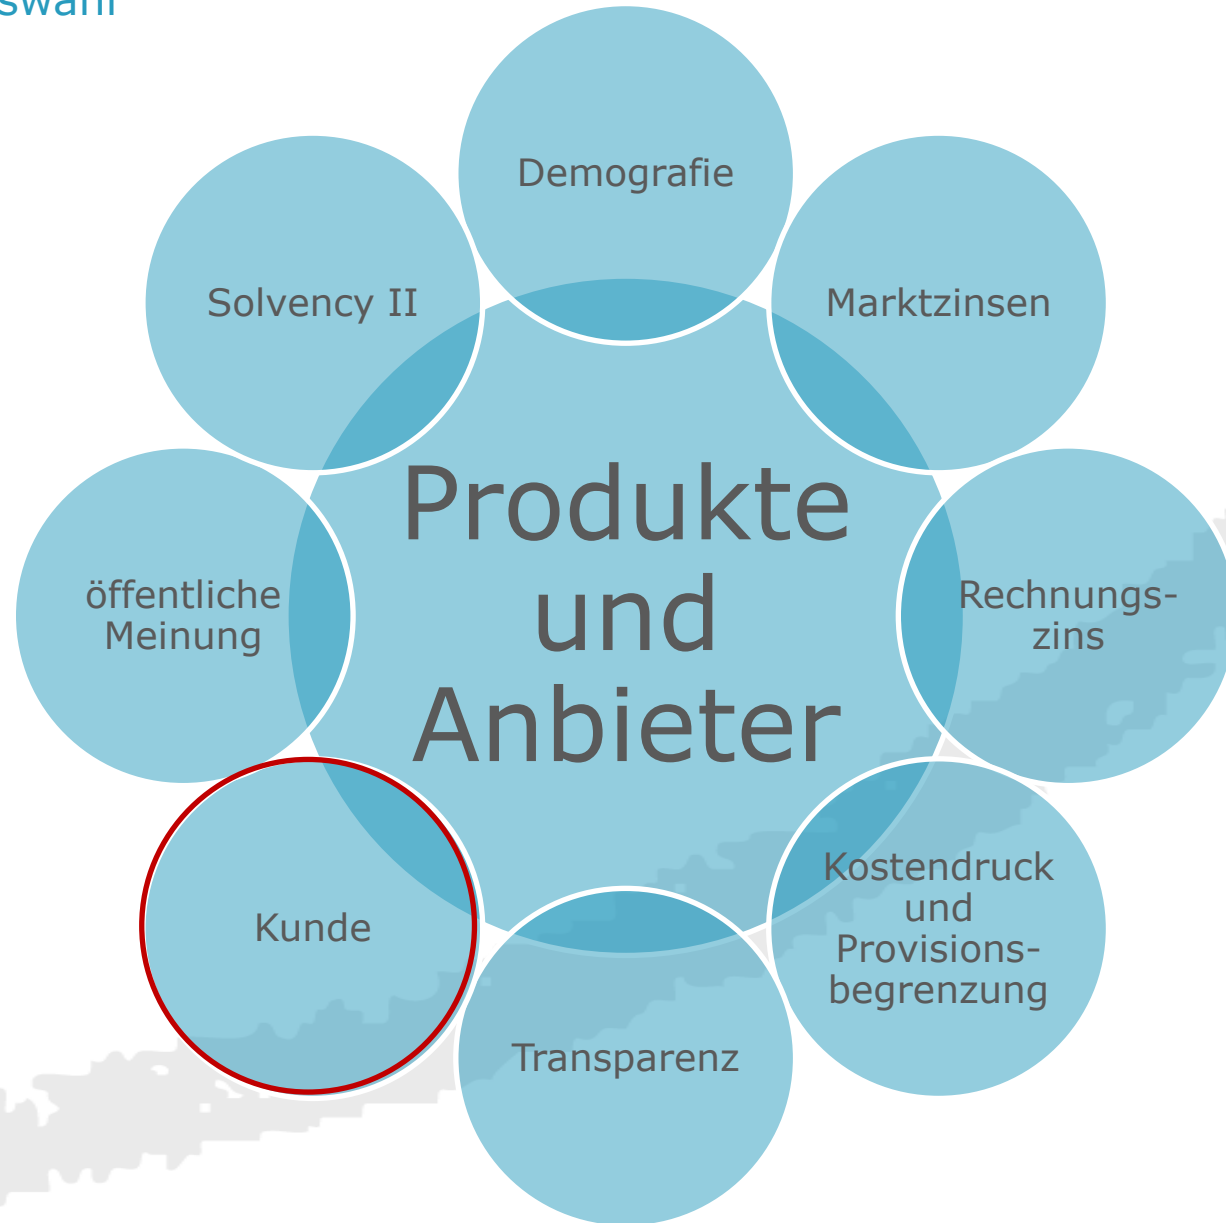 Demografie
Solvency II
Marktzinsen
Produkte
und
Anbieter
öffentliche
Meinung
Rechnungs-
zins
Kunde
Kostendruck
und
Provisions-
begrenzung
Transparenz